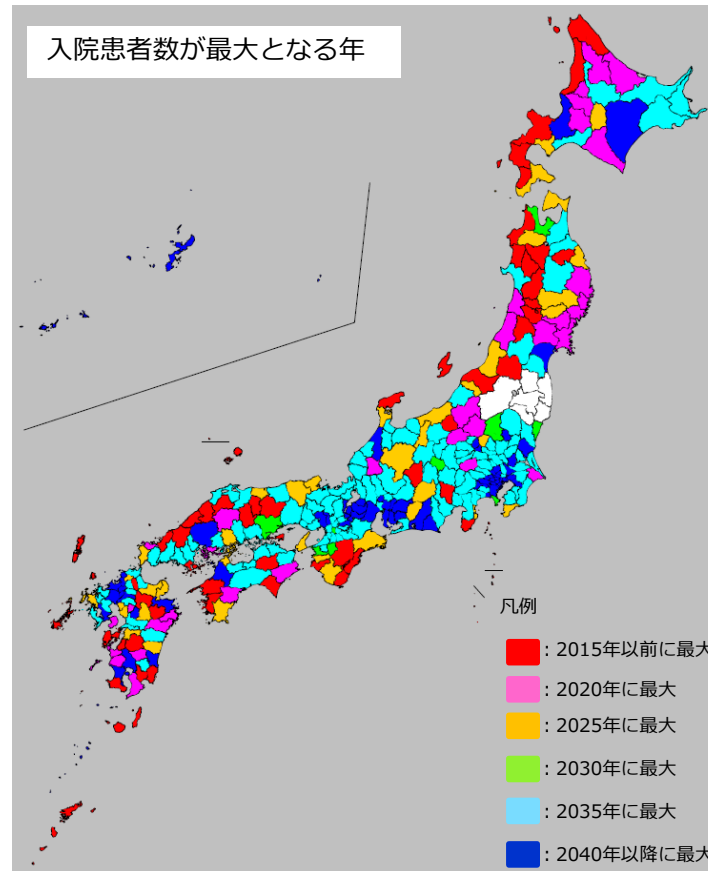 入院患者数が最大となる年
凡例
：2015年以前に最大
：2020年に最大
：2025年に最大
：2030年に最大
：2035年に最大
：2040年以降に最大